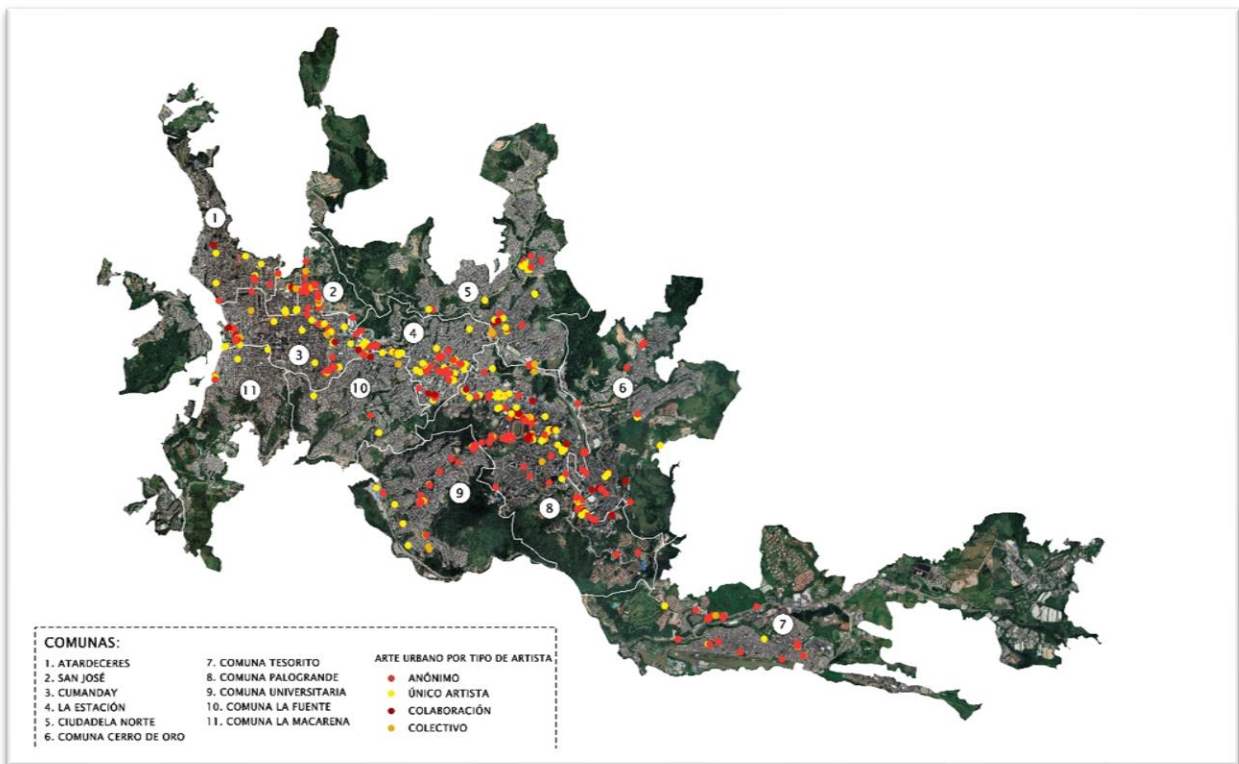 1
2
5
4
3
10
11
6
9
8
7
COMUNAS:
1. ATARDECERES
2. SAN JOSÉ
3. CUMANDAY
4. LA ESTACIÓN
5. CIUDADELA NORTE
6. COMUNA CERRO DE ORO
7. COMUNA TESORITO
8. COMUNA PALOGRANDE
9. COMUNA UNIVERSITARIA
10. COMUNA LA FUENTE
11. COMUNA LA MACARENA
ARTE URBANO POR TIPO DE ARTISTA
ANÓNIMO
ÚNICO ARTISTA
COLABORACIÓN
COLECTIVO